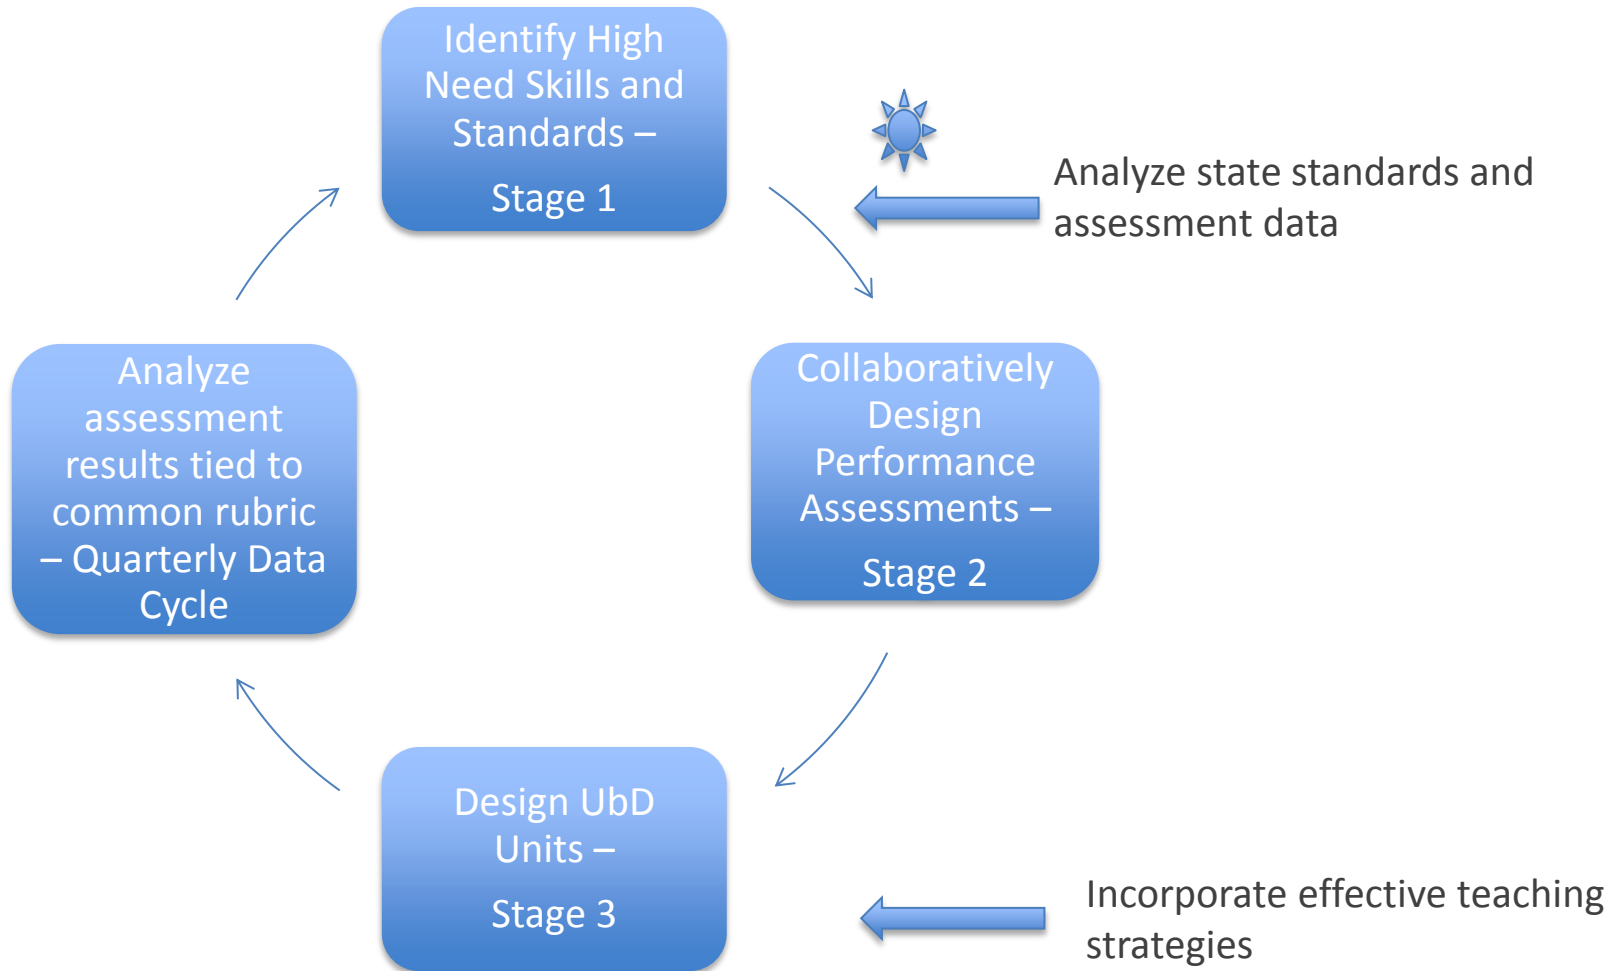 Identify High
Need Skills and
Standards –
Stage 1
Analyze state standards and
assessment data
Collaboratively
Design
Performance
Assessments –
Stage 2
Analyze
assessment
results tied to
common rubric
– Quarterly Data
Cycle
Design UbD
Units –
Stage 3
Incorporate effective teaching
strategies